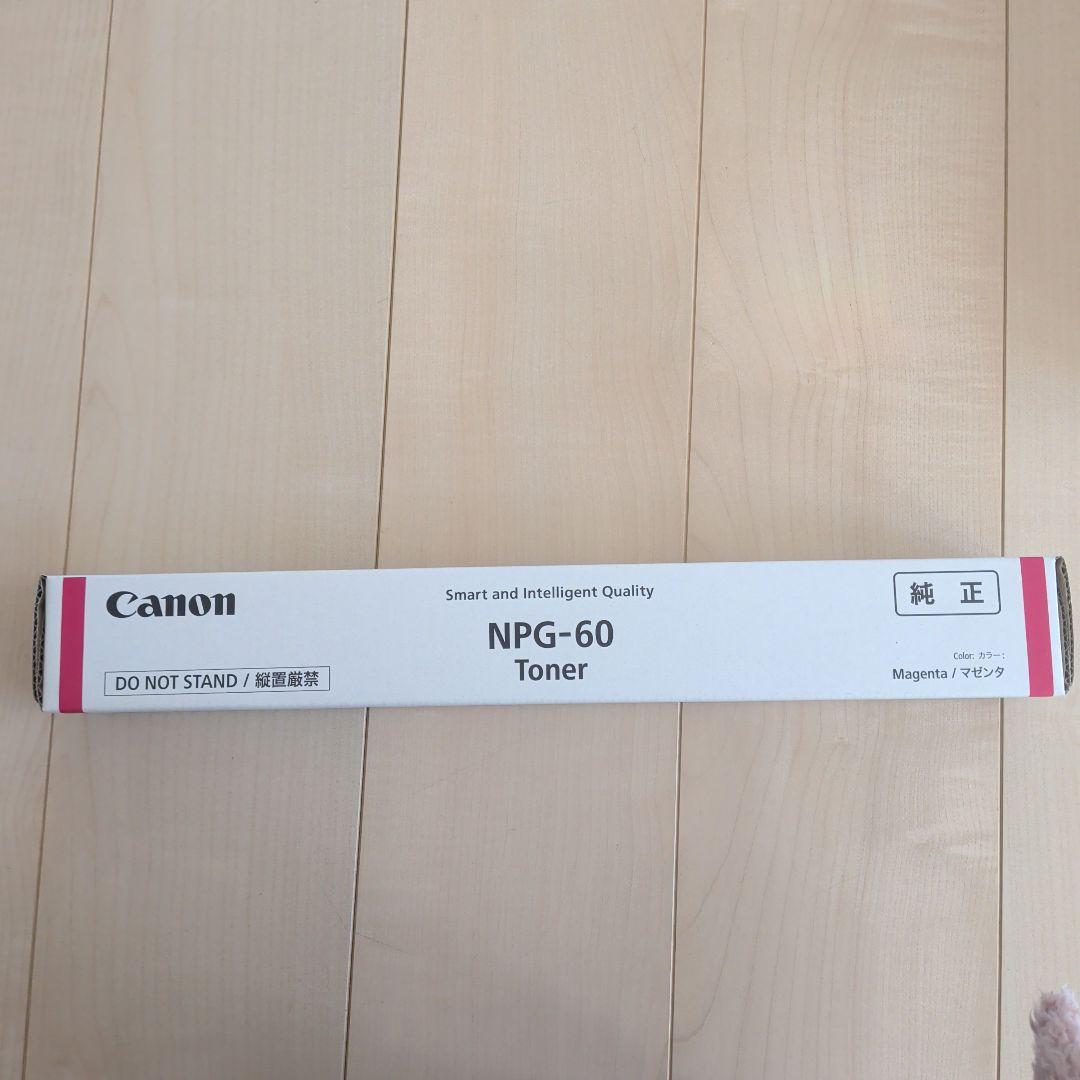 Canon
DO NOT STAND / 縦置厳禁
Smart and Intelligent Quality
NPG-60
Toner
純 正
Color: カラー:
Magenta / マゼンタ